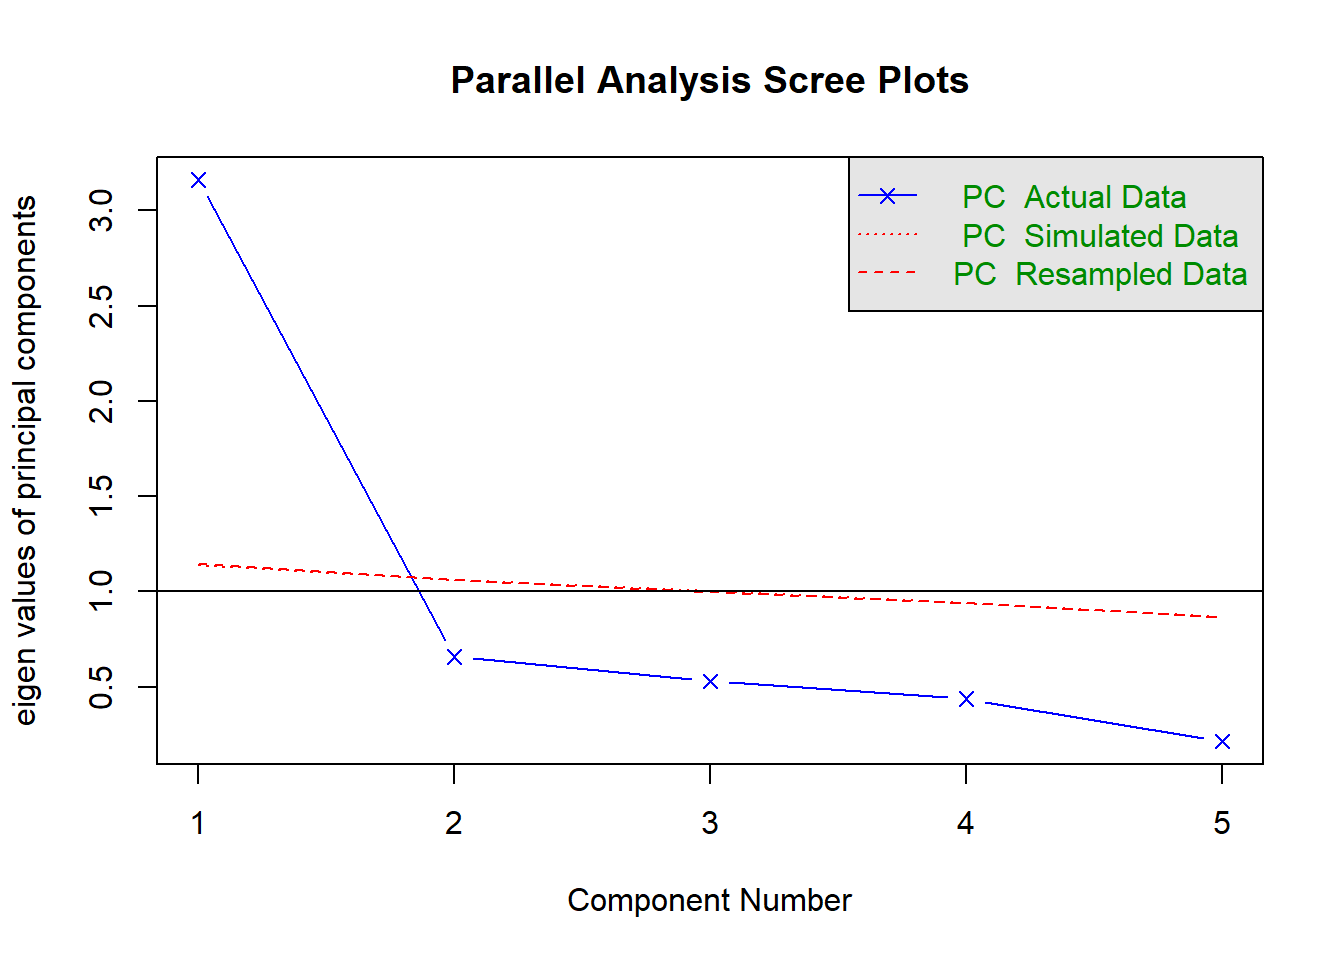 Parallel Analysis Scree Plots
eigen values of principal components
3.0
2.5
2.0
1.5
1.0
0.5
PC Actual Data
PC Simulated Data
PC Resampled Data
1 2 3 4 5
Component Number